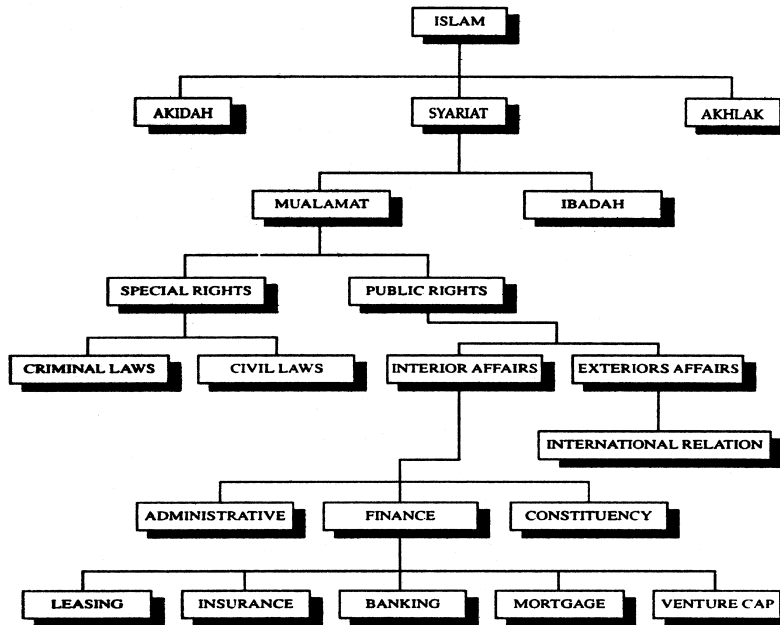 ISLAM
AKIDAH
SYARIAT
AKHLAK
MUALAMAT
IBADAH
SPECIAL RIGHTS
PUBLIC RIGHTS
CRIMINAL LAWS
CIVIL LAWS
INTERIOR AFFAIRS
EXTERIORS AFFAIRS
INTERNATIONAL RELATION
ADMINISTRATIVE
FINANCE
CONSTITUENCY
LEASING
INSURANCE
BANKING
MORTGAGE
VENTURE CAP